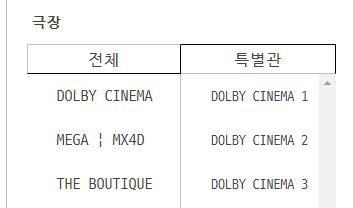 극장
전체 특별관
DOLBY CINEMA DOLBY CINEMA 1
MEGA ¦ MX4D DOLBY CINEMA 2
THE BOUTIQUE DOLBY CINEMA 3